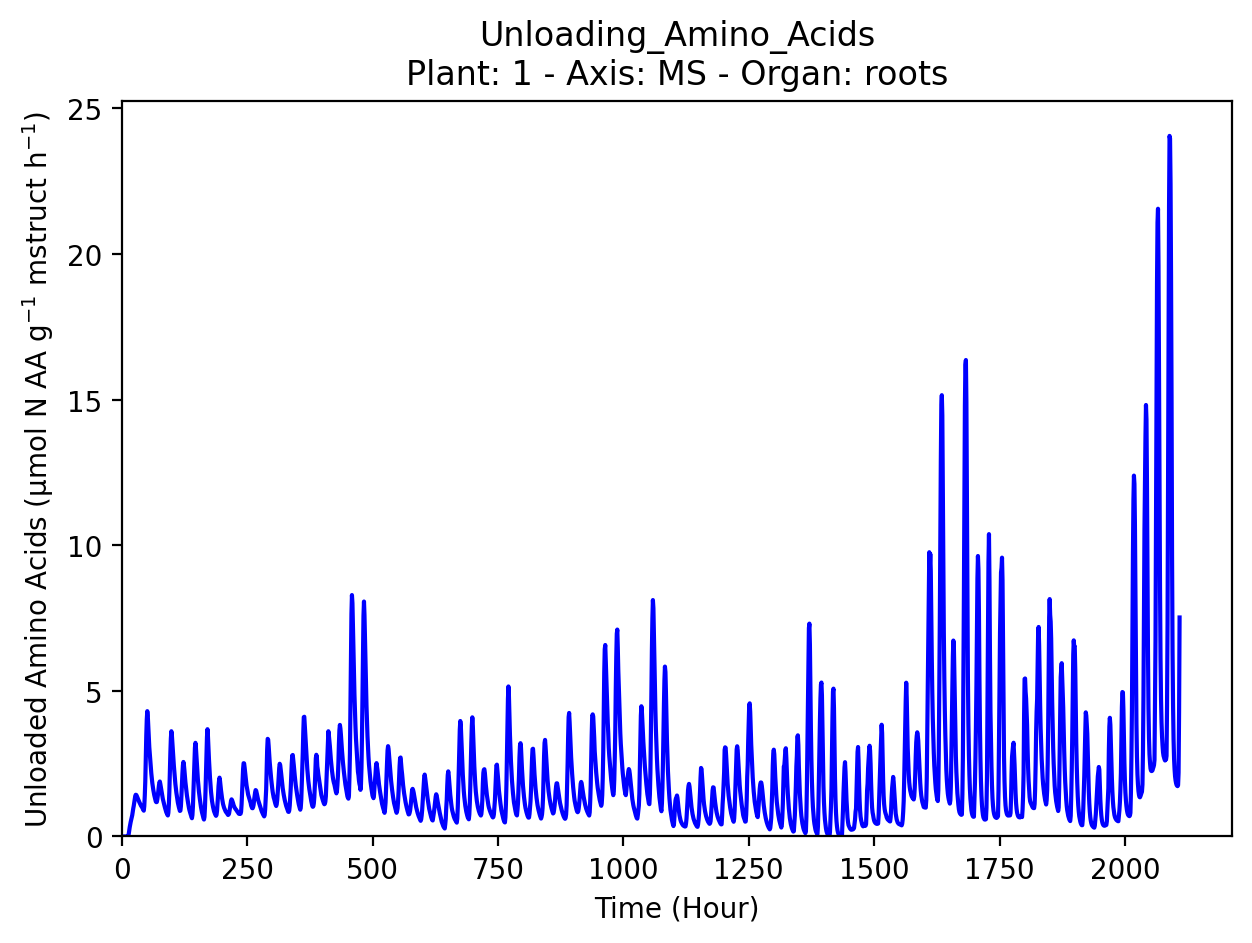 Unloading_Amino_Acids
Plant: 1 - Axis: MS - Organ: roots
Unloaded Amino Acids (µmol N AA g⁻¹ mstruct h⁻¹)
25
20
15
10
5
0
0 250 500 750 1000 1250 1500 1750 2000
Time (Hour)